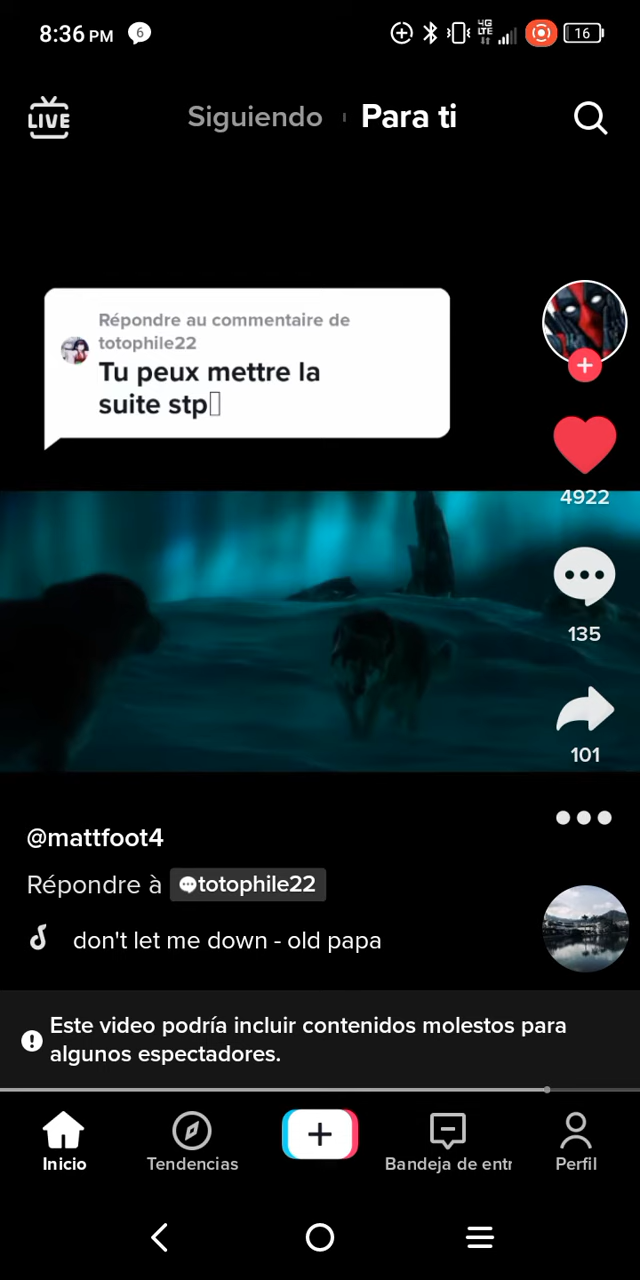 8:36 PM 6 4G LTE 16
LIVE Siguiendo Para ti
Répondre au commentaire de
totophile22
Tu peux mettre la
suite stp
4922
135
101
@mattfoot4
Répondre à totophile22
don't let me down - old papa
Este video podría incluir contenidos molestos para
algunos espectadores.
Inicio Tendencias Bandeja de entr Perfil